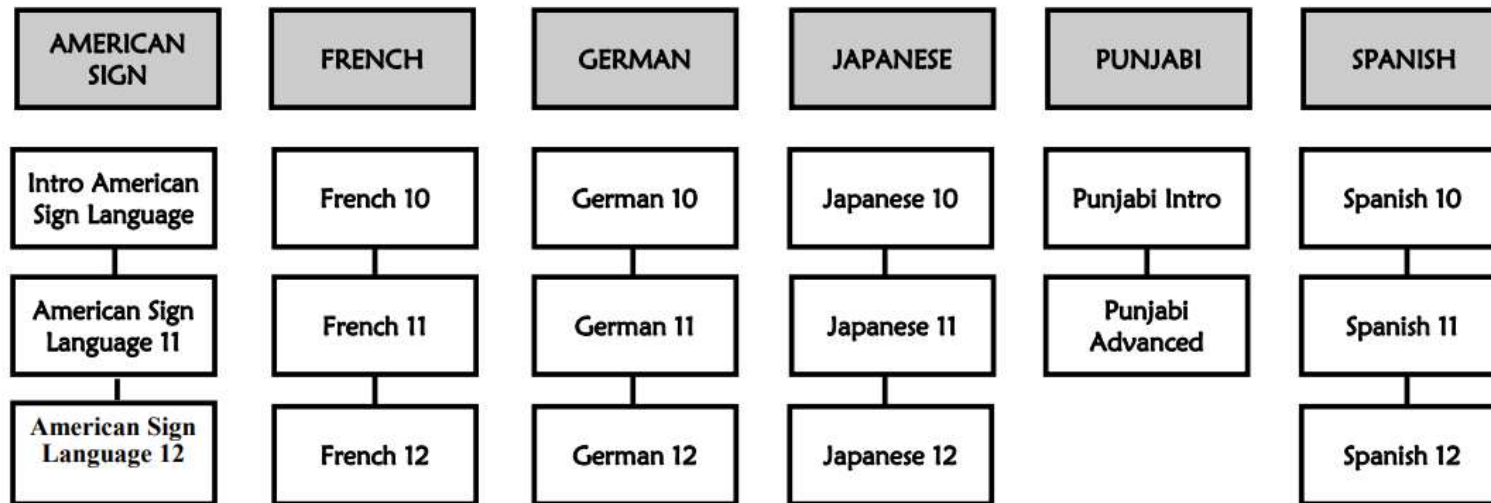 AMERICAN
SIGN
FRENCH
GERMAN
JAPANESE
PUNJABI
SPANISH
Intro American
Sign Language
French 10
German 10
Japanese 10
Punjabi Intro
Spanish 10
American Sign
Language 11
French 11
German 11
Japanese 11
Punjabi
Advanced
Spanish 11
American Sign
Language 12
French 12
German 12
Japanese 12
Spanish 12